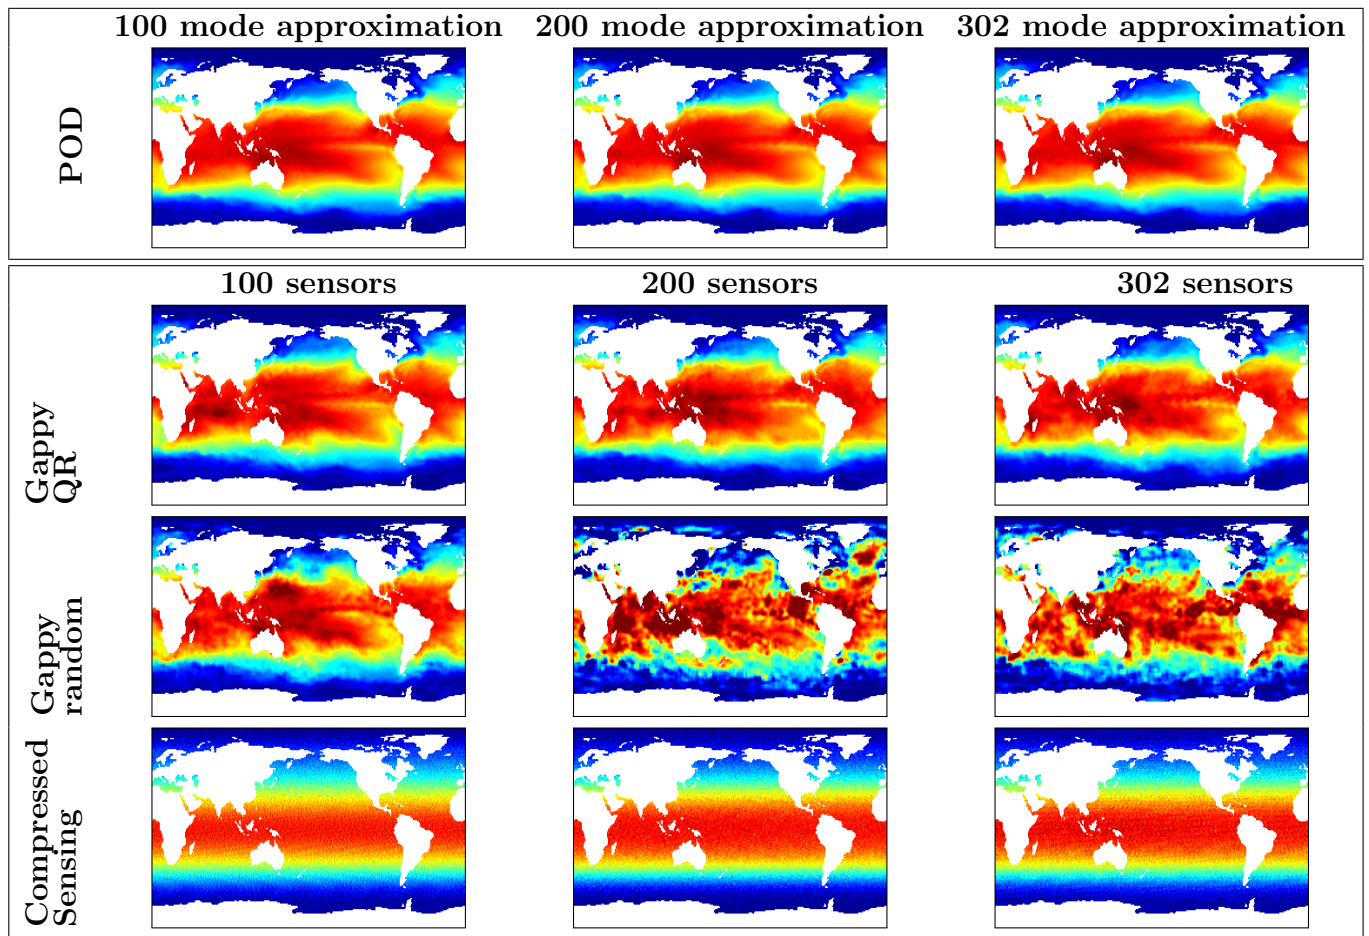 100 mode approximation
200 mode approximation
302 mode approximation
POD
100 sensors
200 sensors
302 sensors
Gappy
QR
Gappy
random
Compressed
Sensing